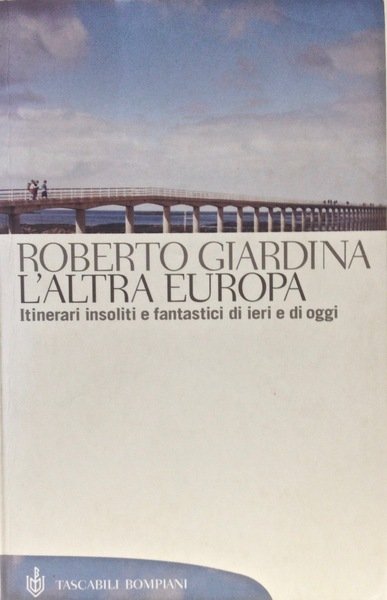 ROBERTO GIARDINA
L'ALTRA EUROPA
Itinerari insoliti e fantastici di ieri e di oggi
TASCABILI BOMPIANI